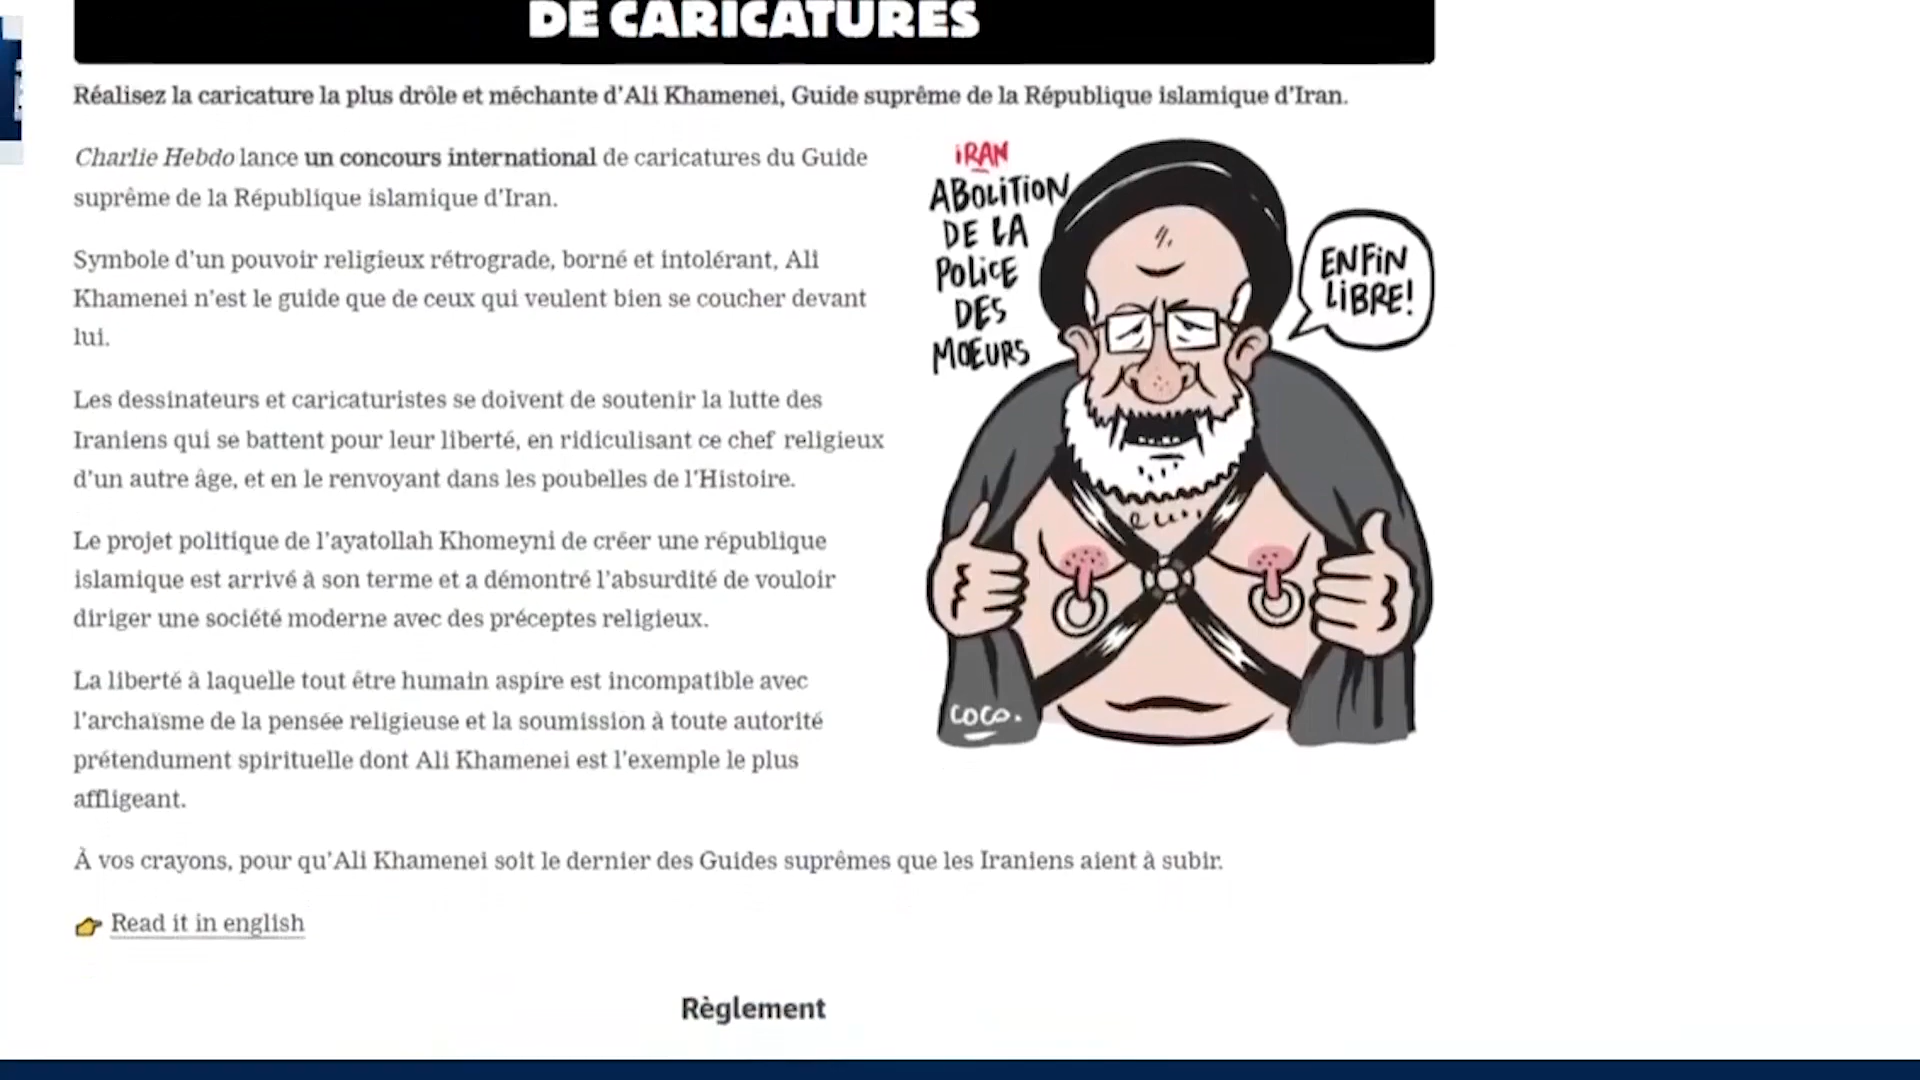 DE CARICATURES
Réalisez la caricature la plus drôle et méchante d'Ali Khamenei, Guide suprême de la République islamique d'Iran.
Charlie Hebdo lance un concours international de caricatures du Guide
suprême de la République islamique d'Iran.
Symbole d'un pouvoir religieux rétrograde, borné et intolérant, Ali
Khamenei n'est le guide que de ceux qui veulent bien se coucher devant
lui.
Les dessinateurs et caricaturistes se doivent de soutenir la lutte des
Iraniens qui se battent pour leur liberté, en ridiculisant ce chef religieux
d'un autre âge, et en le renvoyant dans les poubelles de l'Histoire.
Le projet politique de l'ayatollah Khomeyni de créer une république
islamique est arrivé à son terme et a démontré l'absurdité de vouloir
diriger une société moderne avec des préceptes religieux.
La liberté à laquelle tout être humain aspire est incompatible avec
l'archaïsme de la pensée religieuse et la soumission à toute autorité
prétendument spirituelle dont Ali Khamenei est l'exemple le plus
affligeant.
IRAN
ABOLITION
DE LA
POLICE
DES
MOEURS
ENFIN
LIBRE!
COCO.
À vos crayons, pour qu'Ali Khamenei soit le dernier des Guides suprêmes que les Iraniens aient à subir.
👉 Read it in english
Règlement